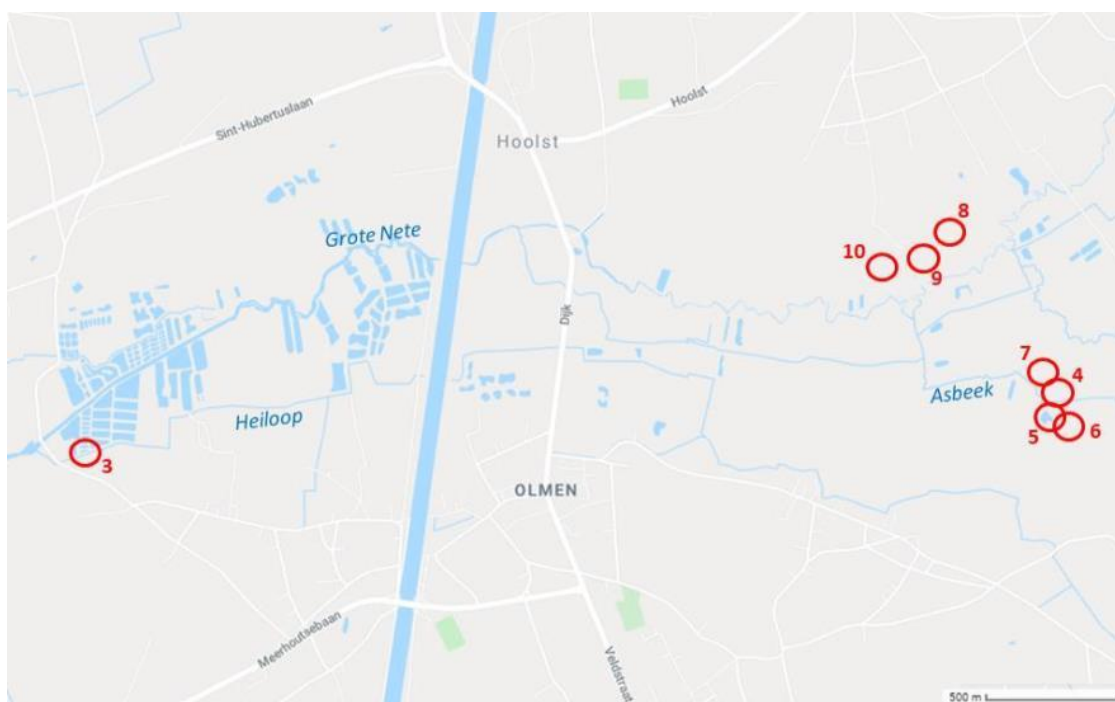 Sint-Hubertuslaan
Hoolst
Hoolst
Grote Nete
8
10
9
Dijk
7
4
Asbeek
Heiloop
5
6
3
OLMEN
Meerhoutsebaan
Veldstraat
500 m